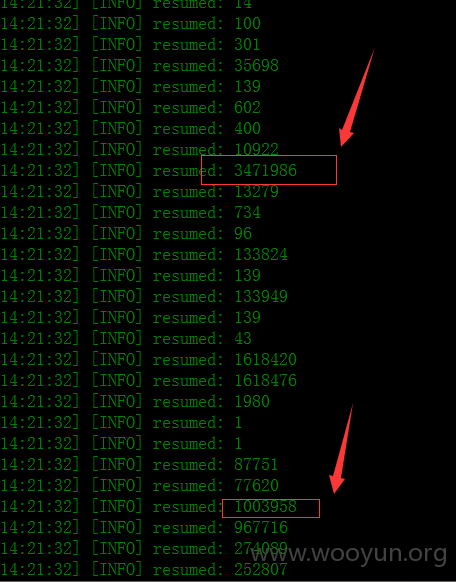 14:21:32] [INFO] resumed: 14
14:21:32] [INFO] resumed: 100
14:21:32] [INFO] resumed: 301
14:21:32] [INFO] resumed: 35698
14:21:32] [INFO] resumed: 139
14:21:32] [INFO] resumed: 602
14:21:32] [INFO] resumed: 400
14:21:32] [INFO] resumed: 10922
14:21:32] [INFO] resumed: 3471986
14:21:32] [INFO] resumed: 13279
14:21:32] [INFO] resumed: 734
14:21:32] [INFO] resumed: 96
14:21:32] [INFO] resumed: 133824
14:21:32] [INFO] resumed: 139
14:21:32] [INFO] resumed: 133949
14:21:32] [INFO] resumed: 139
14:21:32] [INFO] resumed: 43
14:21:32] [INFO] resumed: 1618420
14:21:32] [INFO] resumed: 1618476
14:21:32] [INFO] resumed: 1980
14:21:32] [INFO] resumed: 1
14:21:32] [INFO] resumed: 1
14:21:32] [INFO] resumed: 87751
14:21:32] [INFO] resumed: 77620
14:21:32] [INFO] resumed: 1003958
14:21:32] [INFO] resumed: 967716
14:21:32] [INFO] resumed: 274089
14:21:32] [INFO] resumed: 252807
www.wooyun.org